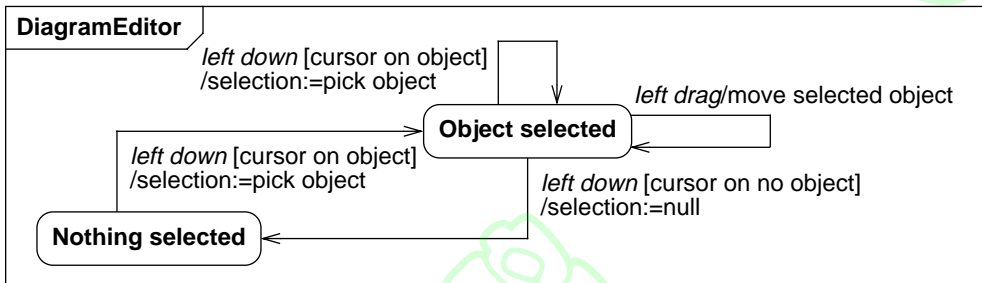 DiagramEditor
left down [cursor on object]
/selection:=pick object
left drag/move selected object
Object selected
left down [cursor on object]
/selection:=pick object
left down [cursor on no object]
/selection:=null
Nothing selected